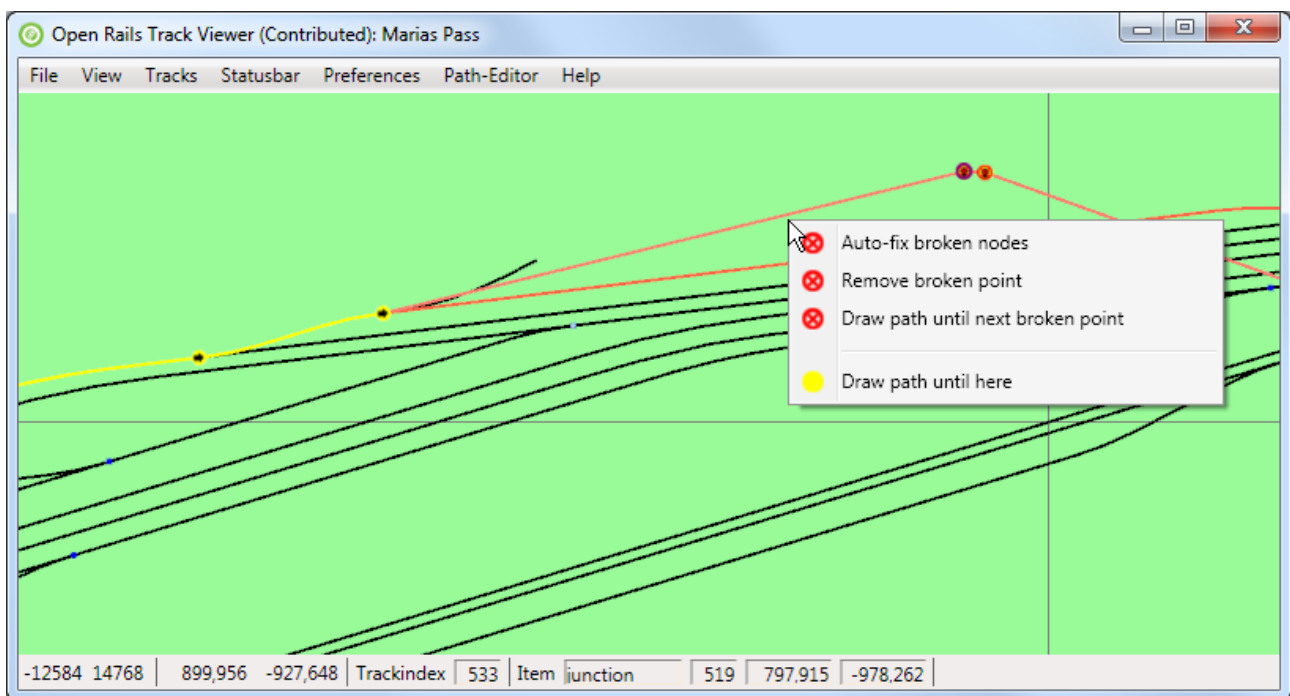 Open Rails Track Viewer (Contributed): Marias Pass
File View Tracks Statusbar Preferences Path-Editor Help
Auto-fix broken nodes
Remove broken point
Draw path until next broken point
Draw path until here
-12584 14768 899,956 -927,648 Trackindex 533 Item junction 519 797,915 -978,262